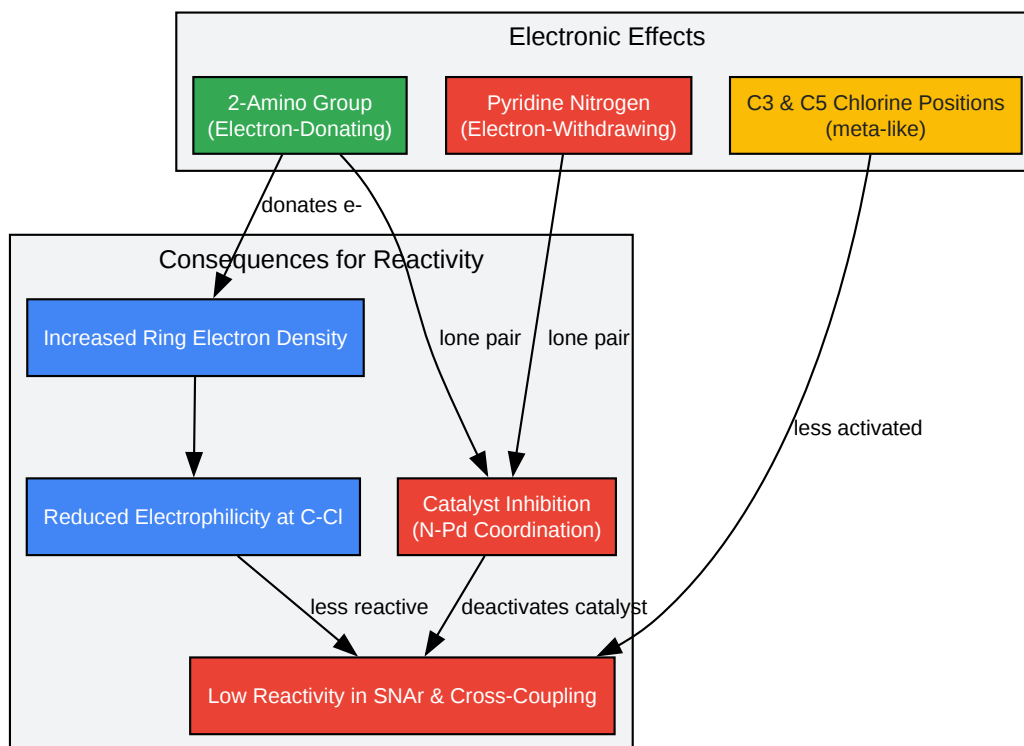 Electronic Effects
2-Amino Group
(Electron-Donating)
Pyridine Nitrogen
(Electron-Withdrawing)
C3 & C5 Chlorine Positions
(meta-like)
donates e-
Consequences for Reactivity
Increased Ring Electron Density
lone pair
lone pair
less activated
Reduced Electrophilicity at C-Cl
Catalyst Inhibition
(N-Pd Coordination)
less reactive
deactivates catalyst
Low Reactivity in SNAr & Cross-Coupling